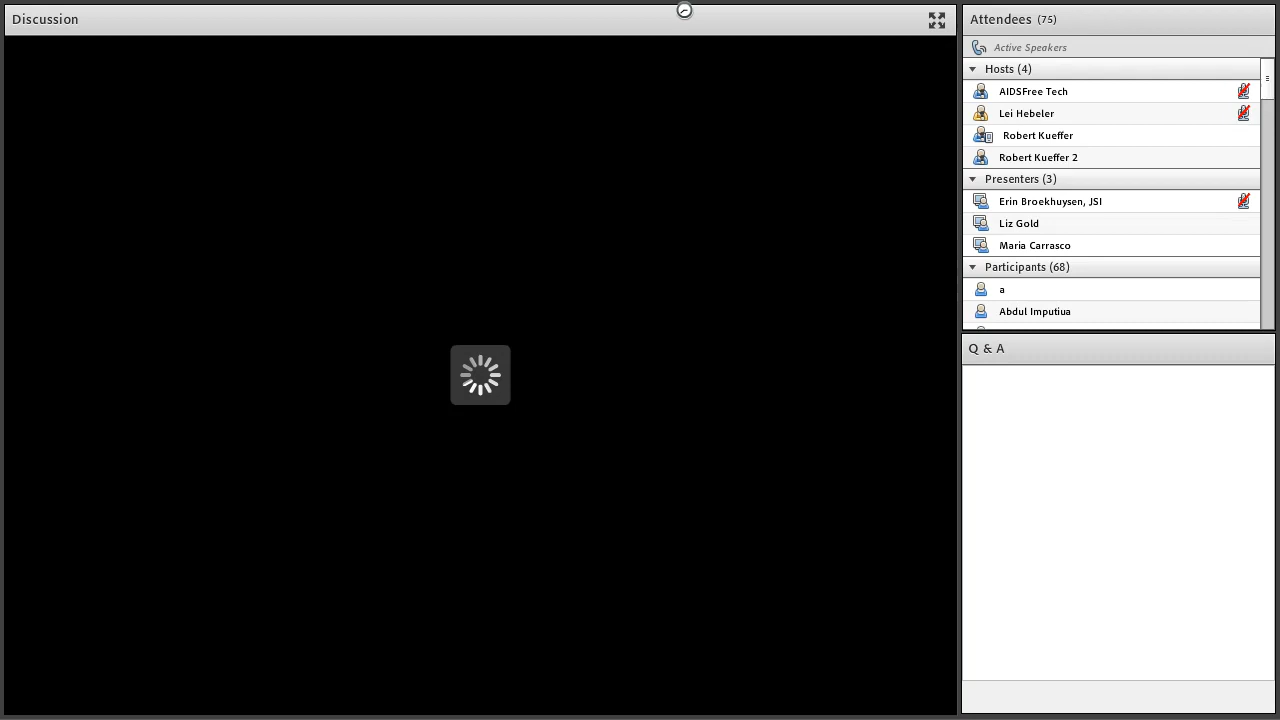 Discussion
Attendees (75)
Active Speakers
Hosts (4)
AIDSFree Tech
Lei Hebeler
Robert Kueffer
Robert Kueffer 2
Presenters (3)
Erin Broekhuysen, JSI
Liz Gold
Maria Carrasco
Participants (68)
a
Abdul Imputiua
Q & A